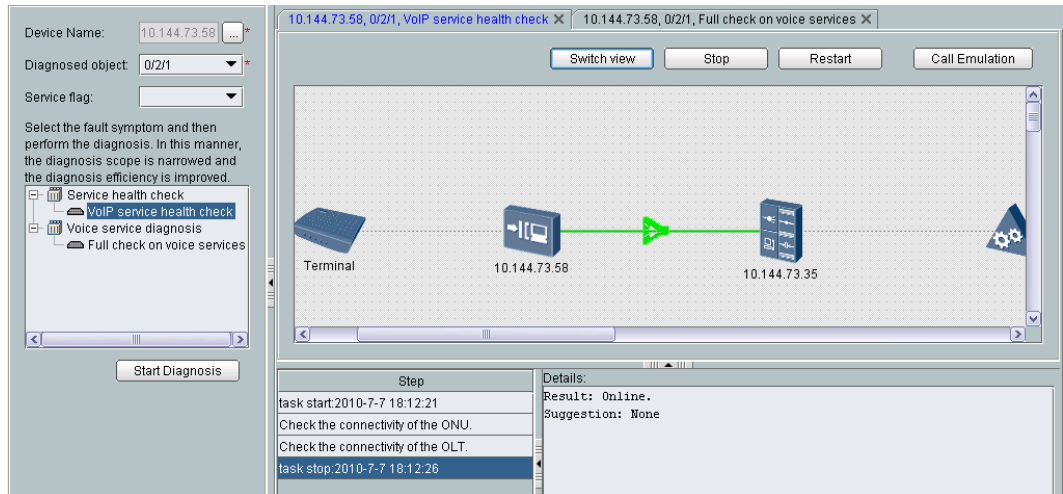 Device Name: 10.144.73.58 ... *
Diagnosed object: 0/2/1 *
Service flag:
Select the fault symptom and then
perform the diagnosis. In this manner,
the diagnosis scope is narrowed and
the diagnosis efficiency is improved.
Service health check
VoIP service health check
Voice service diagnosis
Full check on voice services
Start Diagnosis
10.144.73.58, 0/2/1, VoIP service health check 10.144.73.58, 0/2/1, Full check on voice services
Switch view Stop Restart Call Emulation
Terminal
10.144.73.58
10.144.73.35
Step
task start:2010-7-7 18:12:21
Check the connectivity of the ONU.
Check the connectivity of the OLT.
task stop:2010-7-7 18:12:26
Details:
Result: Online.
Suggestion: None